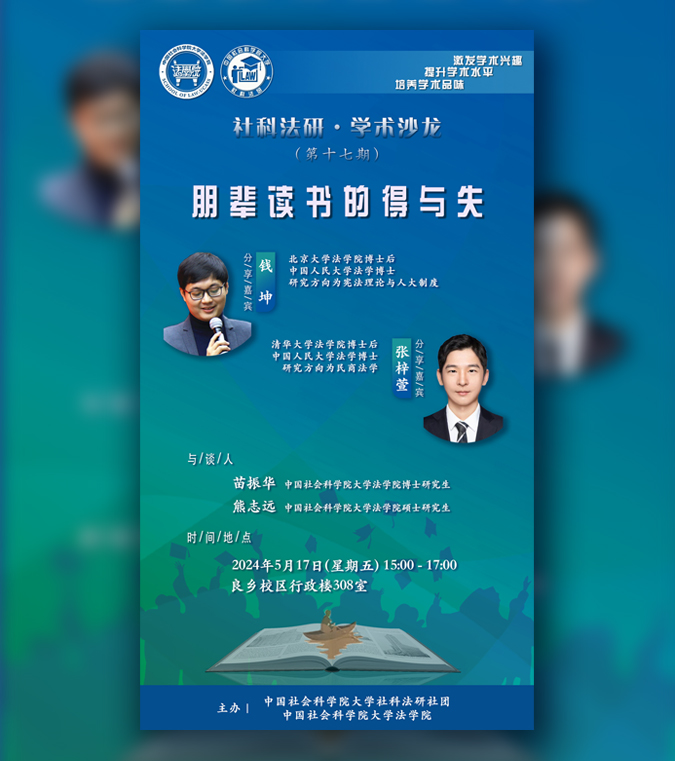 激发学术兴趣
提升学术水平
培养学术品味
社科法研·学术沙龙
(第十七期)
朋辈读书的得与失
分/享/嘉/宾
钱坤
北京大学法学院博士后
中国人民大学法学博士
研究方向为宪法理论与人大制度
清华大学法学院博士后
中国人民大学法学博士
研究方向为民商法学
张梓萱
分/享/嘉/宾
与/谈/人
苗振华 中国社会科学院大学法学院博士研究生
熊志远 中国社会科学院大学法学院硕士研究生
时/间/地/点
2024年5月17日(星期五) 15:00 - 17:00
良乡校区行政楼308室
主办 |
中国社会科学院大学社科法研社团
中国社会科学院大学法学院